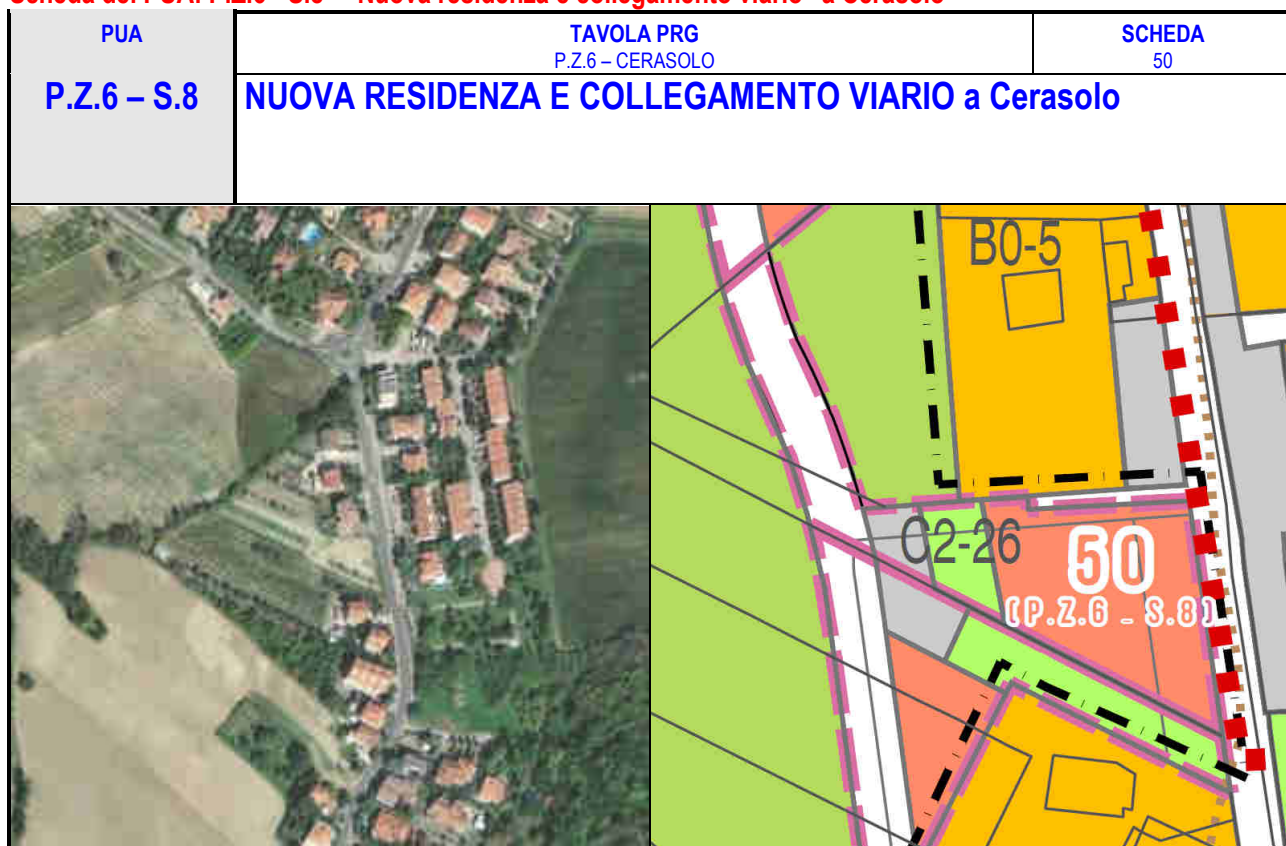 PUA
TAVOLA PRG
SCHEDA
P.Z.6 – CERASOLO
50
P.Z.6 – S.8
NUOVA RESIDENZA E COLLEGAMENTO VIARIO a Cerasolo
B0-5
C2-26
50
(P.Z.6 - S.8)